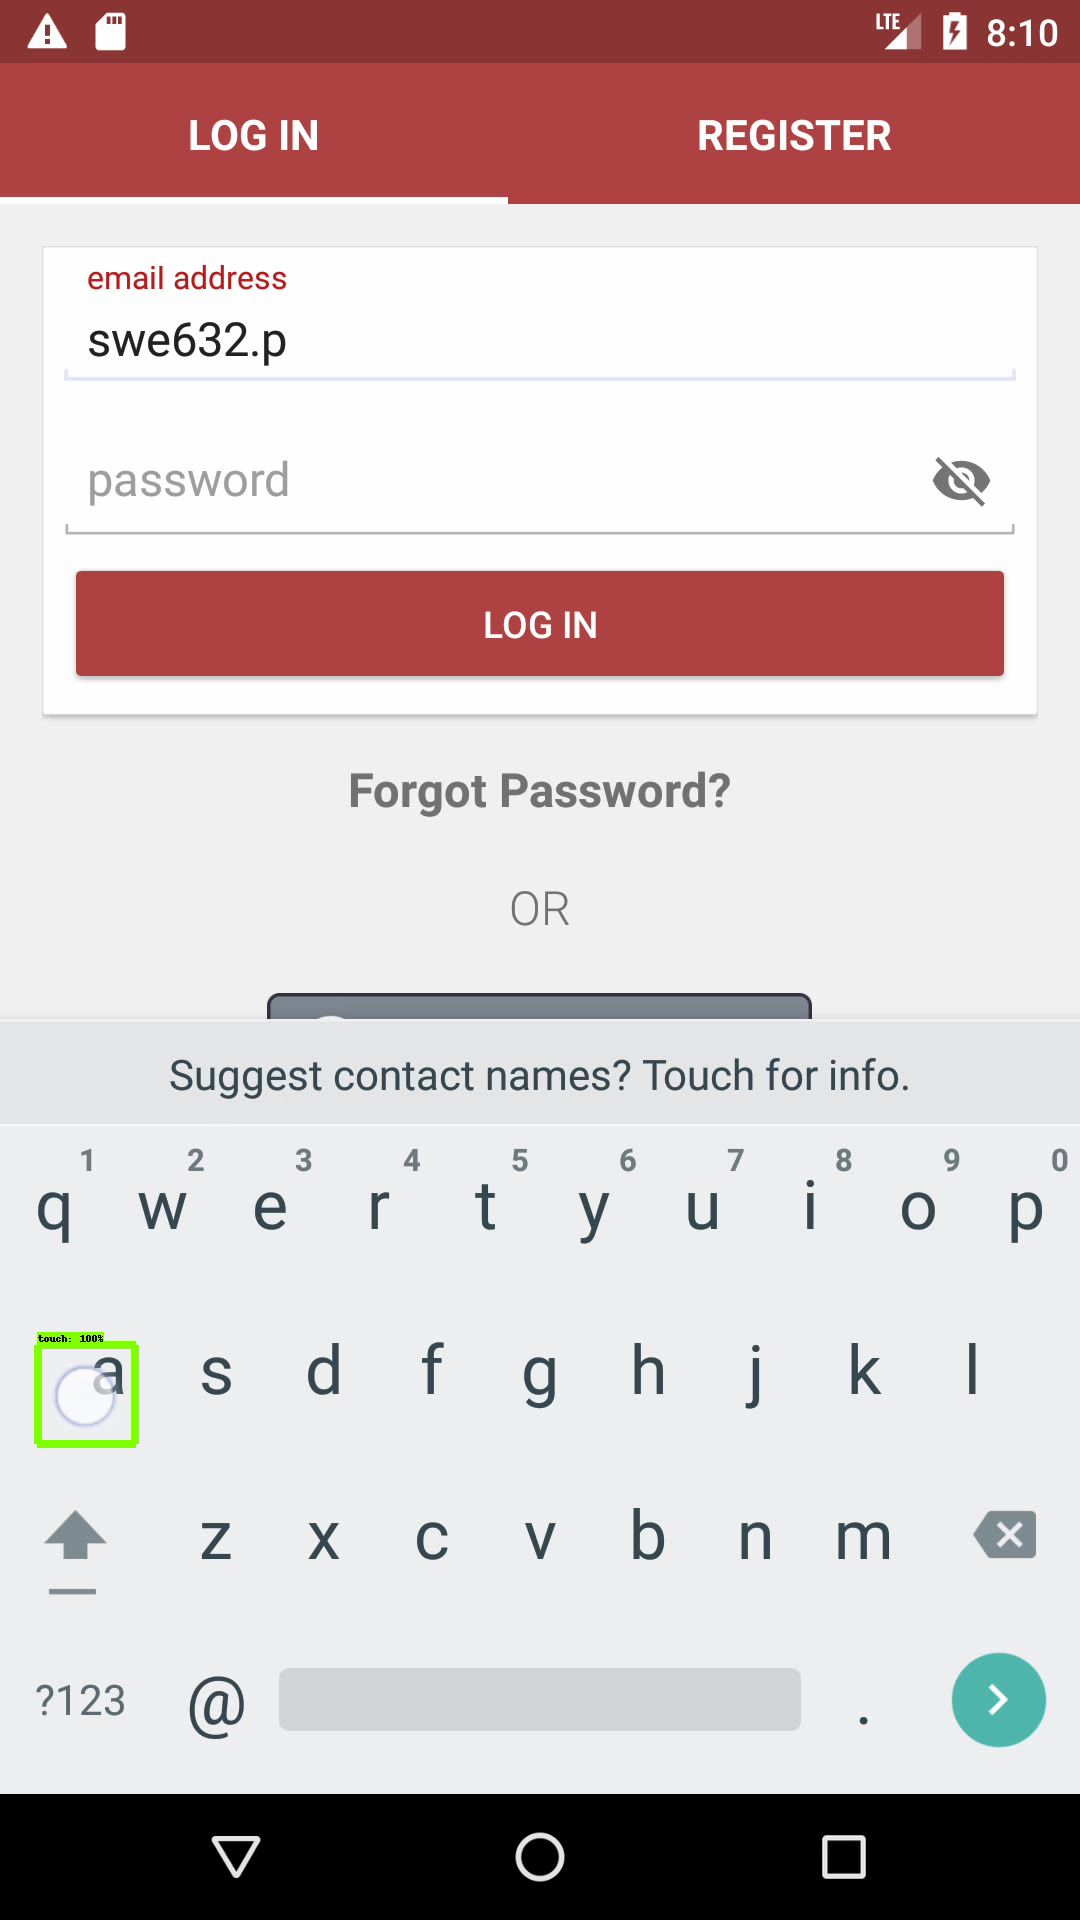 LTE 8:10
LOG IN REGISTER
email address
swe632.p
password
LOG IN
Forgot Password?
OR
Suggest contact names? Touch for info.
1 2 3 4 5 6 7 8 9 0
q w e r t y u i o p
touch: 100%
a s d f g h j k l
z x c v b n m
?123 @ .